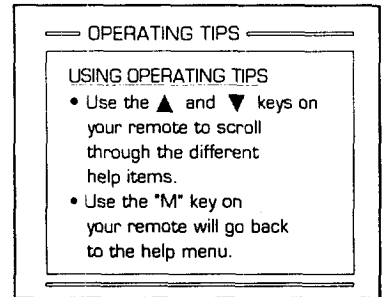 OPERATING TIPS
USING OPERATING TIPS
• Use the ▲ and ▼ keys on
your remote to scroll
through the different
help items.
• Use the "M" key on
your remote will go back
to the help menu.